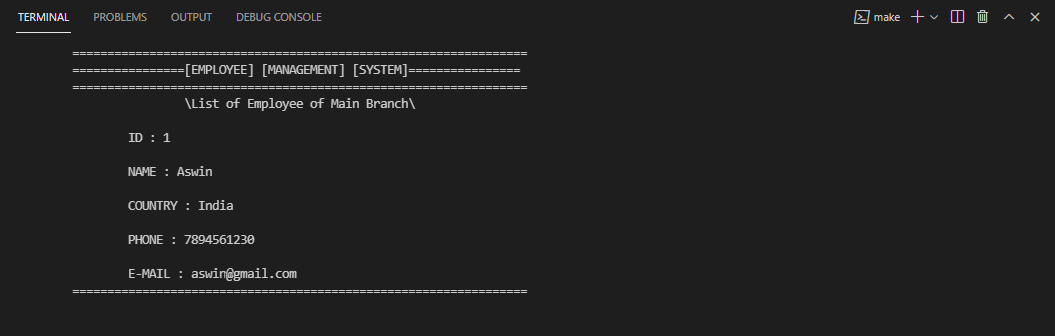 TERMINAL PROBLEMS OUTPUT DEBUG CONSOLE make
=================================================================
================[EMPLOYEE] [MANAGEMENT] [SYSTEM]================
=================================================================
\List of Employee of Main Branch\
ID : 1
NAME : Aswin
COUNTRY : India
PHONE : 7894561230
E-MAIL : aswin@gmail.com
=================================================================